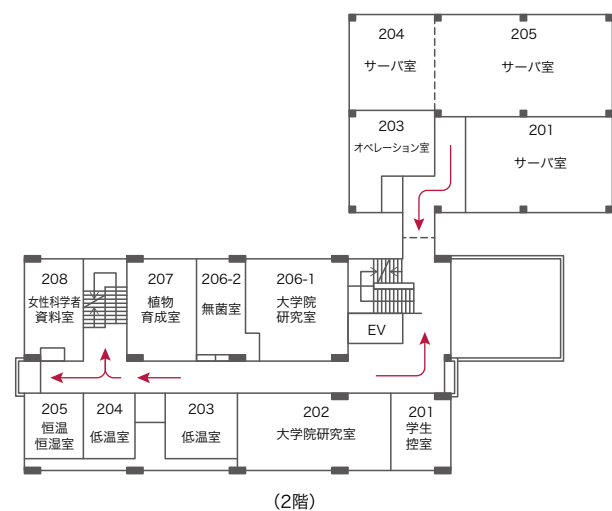 204
サーバ室
205
サーバ室
203
オペレーション室
201
サーバ室
208
女性科学者
資料室
207
植物
育成室
206-2
無菌室
206-1
大学院
研究室
EV
205
恒温
恒湿室
204
低温室
203
低温室
202
大学院研究室
201
学生
控室
(2階)